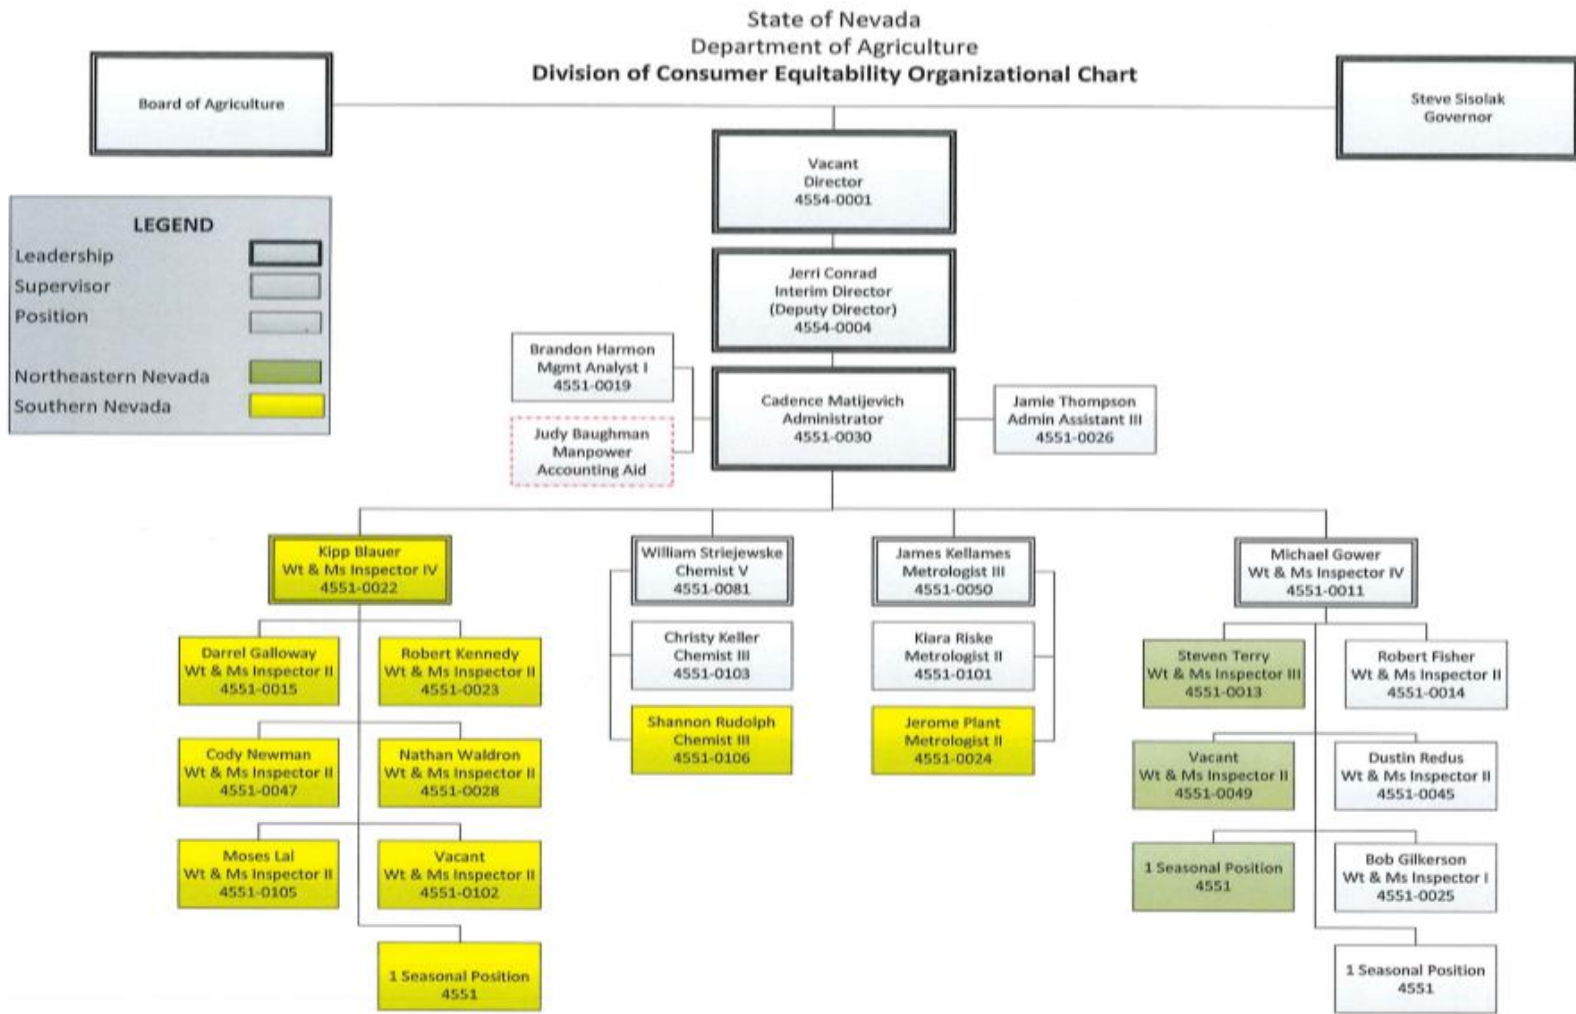 State of Nevada
Department of Agriculture
Division of Consumer Equitability Organizational Chart
Board of Agriculture
Steve Sisolak
Governor
Vacant
Director
4554-0001
LEGEND
Leadership
Supervisor
Position
Northeastern Nevada
Southern Nevada
Jerri Conrad
Interim Director
(Deputy Director)
4554-0004
Brandon Harmon
Mgmt Analyst I
4551-0019
Judy Baughman
Manpower
Accounting Aid
Cadence Matijevich
Administrator
4551-0030
Jamie Thompson
Admin Assistant III
4551-0026
Kipp Blauer
Wt & Ms Inspector IV
4551-0022
William Striejewske
Chemist V
4551-0081
James Kellames
Metrologist III
4551-0050
Michael Gower
Wt & Ms Inspector IV
4551-0011
Darrel Galloway
Wt & Ms Inspector II
4551-0015
Robert Kennedy
Wt & Ms Inspector II
4551-0023
Christy Keller
Chemist III
4551-0103
Kiara Riske
Metrologist II
4551-0101
Steven Terry
Wt & Ms Inspector III
4551-0013
Robert Fisher
Wt & Ms Inspector II
4551-0014
Cody Newman
Wt & Ms Inspector II
4551-0047
Nathan Waldron
Wt & Ms Inspector II
4551-0028
Shannon Rudolph
Chemist III
4551-0106
Jerome Plant
Metrologist II
4551-0024
Vacant
Wt & Ms Inspector II
4551-0049
Dustin Redus
Wt & Ms Inspector II
4551-0045
Moses Lal
Wt & Ms Inspector II
4551-0105
Vacant
Wt & Ms Inspector II
4551-0102
1 Seasonal Position
4551
Bob Gilkerson
Wt & Ms Inspector I
4551-0025
1 Seasonal Position
4551
1 Seasonal Position
4551